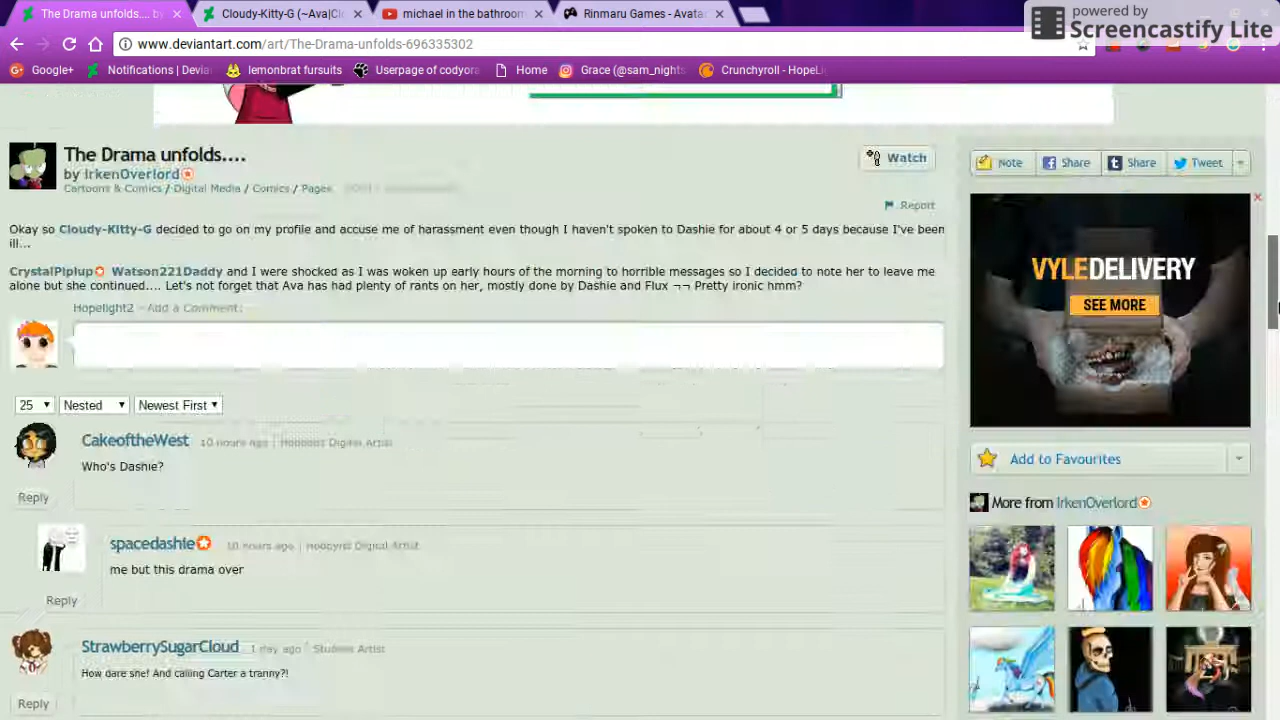 The Drama unfolds.... by
Cloudy-Kitty-G (~Ava|Cl
michael in the bathroom
Rinmaru Games - Avata
powered by
Screencastify Lite
www.deviantart.com/art/The-Drama-unfolds-696335302
Google+
Notifications | Devia
lemonbrat fursuits
Userpage of codyora
Home
Grace (@sam_nights
Crunchyroll - HopeLi
The Drama unfolds....
by IrkenOverlord
Cartoons & Comics / Digital Media / Comics / Pages
Watch
Note
Share
Share
Tweet
Report
Okay so Cloudy-Kitty-G decided to go on my profile and accuse me of harassment even though I haven't spoken to Dashie for about 4 or 5 days because I've been
ill...
CrystalPiplup Watson221Daddy and I were shocked as I was woken up early hours of the morning to horrible messages so I decided to note her to leave me
alone but she continued.... Let's not forget that Ava has had plenty of rants on her, mostly done by Dashie and Flux ¬¬ Pretty ironic hmm?
Hopelight2 - Add a Comment:
25
Nested
Newest First
CakeoftheWest 10 hours ago | Hobbyist Digital Artist
Who's Dashie?
Reply
spacedashie 10 hours ago | Hobbyist Digital Artist
me but this drama over
Reply
StrawberrySugarCloud 1 day ago | Student Artist
How dare she! And calling Carter a tranny?!
Reply
VYLEDELIVERY
SEE MORE
Add to Favourites
More from IrkenOverlord